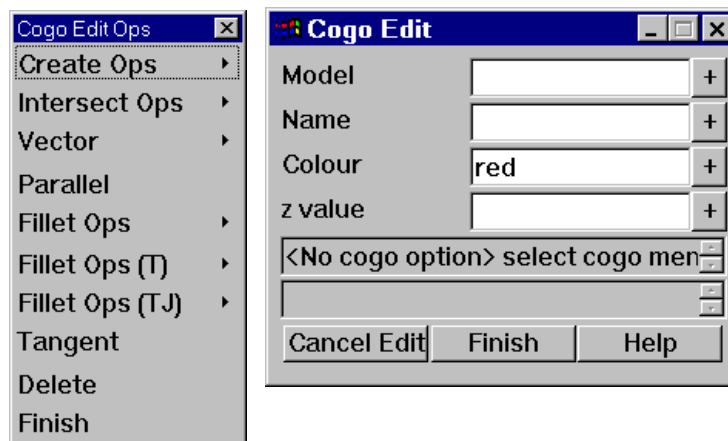 Cogo Edit Ops
Create Ops
Intersect Ops
Vector
Parallel
Fillet Ops
Fillet Ops (T)
Fillet Ops (TJ)
Tangent
Delete
Finish
Cogo Edit
Model
+
Name
+
Colour
red
+
z value
+
<No cogo option> select cogo men
Cancel Edit
Finish
Help